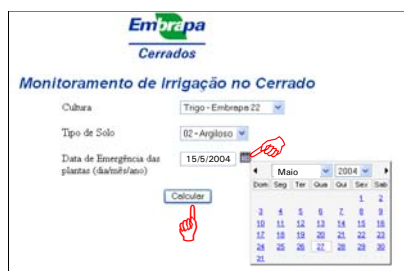 Embrapa
Cerrados
Monitoramento de Irrigação no Cerrado
Cultura Trigo - Embrapa 22
Tipo de Solo 02 - Argiloso
Data de Emergência das
plantas (dia/mês/ano) 15/5/2004
Calcular
Maio 2004
Dom Seg Ter Qua Qui Sex Sab
1 2
3 4 5 6 7 8 9
10 11 12 13 14 15 16
17 18 19 20 21 22 23
24 25 26 27 28 29 30
31